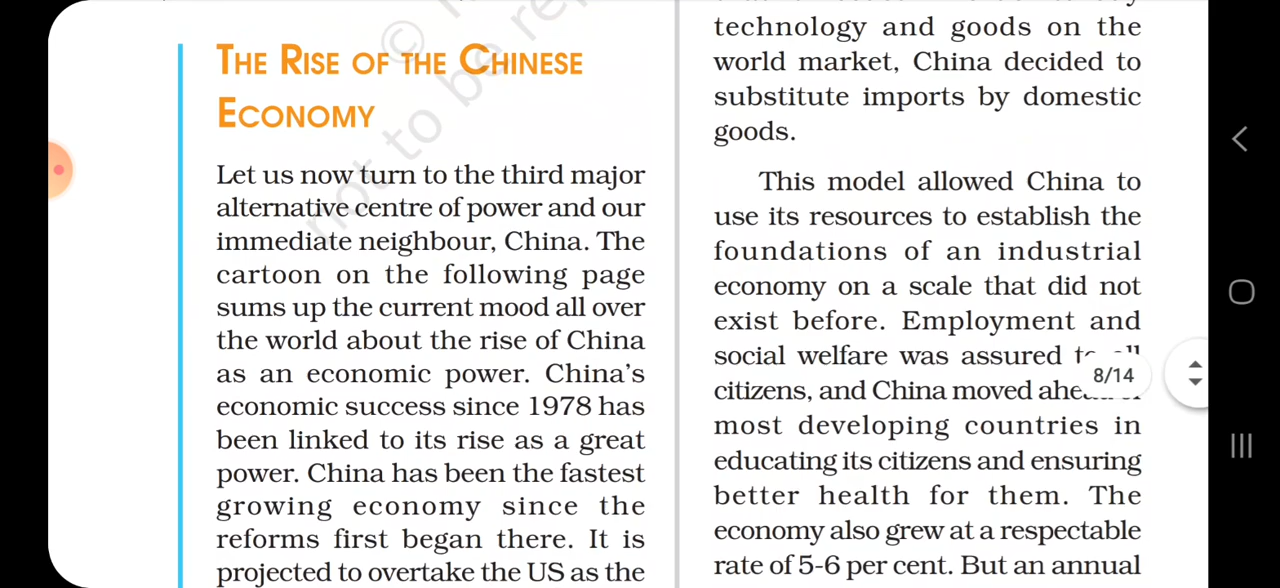 THE RISE OF THE CHINESE
ECONOMY
Let us now turn to the third major
alternative centre of power and our
immediate neighbour, China. The
cartoon on the following page
sums up the current mood all over
the world about the rise of China
as an economic power. China's
economic success since 1978 has
been linked to its rise as a great
power. China has been the fastest
growing economy since the
reforms first began there. It is
projected to overtake the US as the
technology and goods on the
world market, China decided to
substitute imports by domestic
goods.
This model allowed China to
use its resources to establish the
foundations of an industrial
economy on a scale that did not
exist before. Employment and
social welfare was assured
citizens, and China moved
most developing countries in
educating its citizens and ensuring
better health for them. The
economy also grew at a respectable
rate of 5-6 per cent. But an annual
8/14
©
not to be